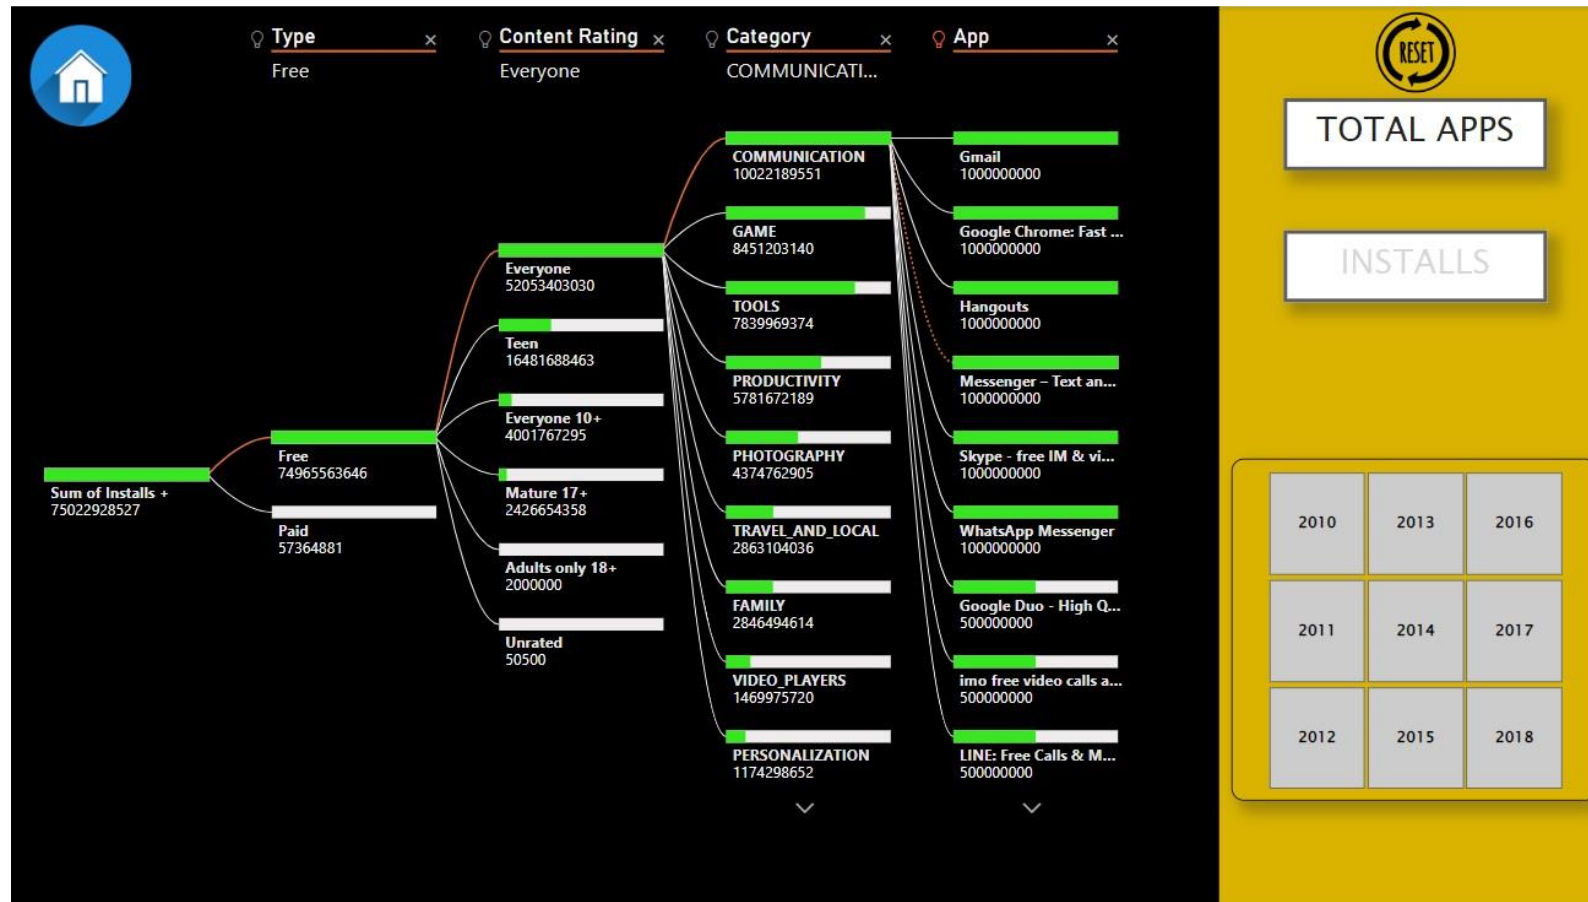 Type
Free
Content Rating
Everyone
Category
COMMUNICATI...
App
Sum of Installs +
75022928527
Free
74965563646
Paid
57364881
Everyone
52053403030
Teen
16481688463
Everyone 10+
4001767295
Mature 17+
2426654358
Adults only 18+
2000000
Unrated
50500
COMMUNICATION
10022189551
GAME
8451203140
TOOLS
7839969374
PRODUCTIVITY
5781672189
PHOTOGRAPHY
4374762905
TRAVEL_AND_LOCAL
2863104036
FAMILY
2846494614
VIDEO_PLAYERS
1469975720
PERSONALIZATION
1174298652
Gmail
1000000000
Google Chrome: Fast ...
1000000000
Hangouts
1000000000
Messenger – Text an...
1000000000
Skype - free IM & vi...
1000000000
WhatsApp Messenger
1000000000
Google Duo - High Q...
500000000
imo free video calls a...
500000000
LINE: Free Calls & M...
500000000
RESET
TOTAL APPS
INSTALLS
2010 2013 2016
2011 2014 2017
2012 2015 2018